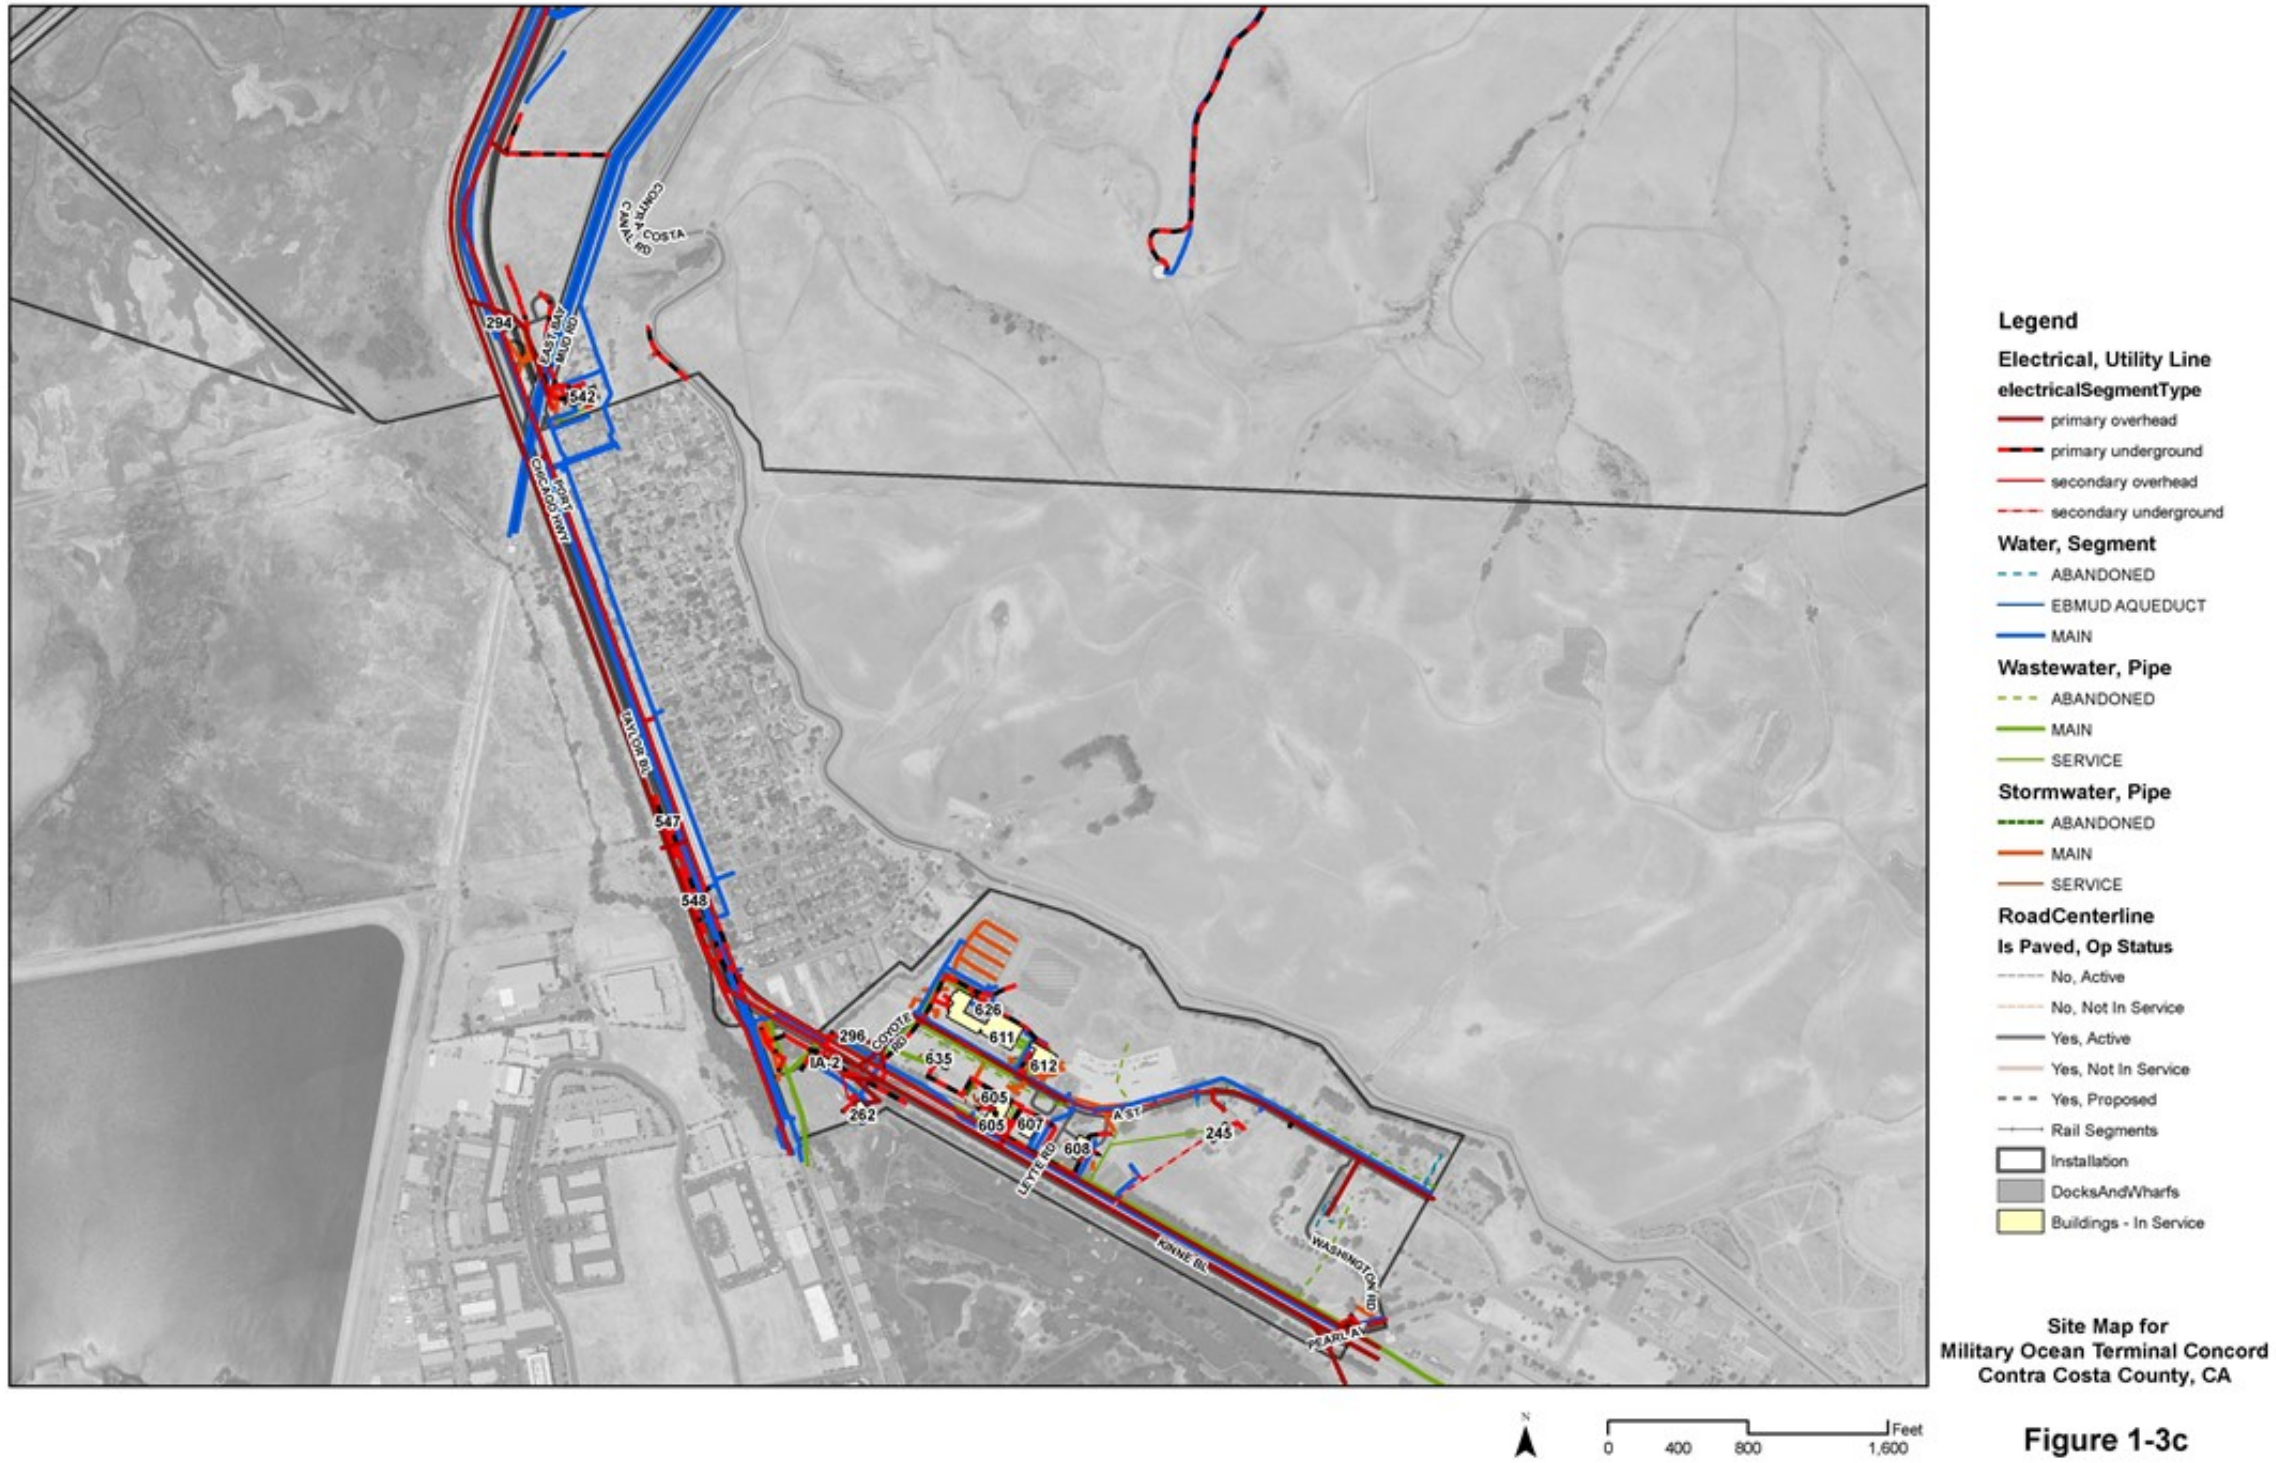 CONTRA COSTA
CANAL RD
294
EAST BAY
MUD RD
542
PORT
CHICAGO HWY
TAYLOR BL
547
548
296
COYOTE
RD
IA-2
262
626
611
612
635
605
605
607
608
A ST
245
LEYTE RD
KINNE BL
WASHINGTON RD
PEARL AV
Legend
Electrical, Utility Line
electricalSegmentType
primary overhead
primary underground
secondary overhead
secondary underground
Water, Segment
ABANDONED
EBMUD AQUEDUCT
MAIN
Wastewater, Pipe
ABANDONED
MAIN
SERVICE
Stormwater, Pipe
ABANDONED
MAIN
SERVICE
RoadCenterline
Is Paved, Op Status
No, Active
No, Not In Service
Yes, Active
Yes, Not In Service
Yes, Proposed
Rail Segments
Installation
DocksAndWharfs
Buildings - In Service
Site Map for
Military Ocean Terminal Concord
Contra Costa County, CA
N
Feet
0 400 800 1,600
Figure 1-3c